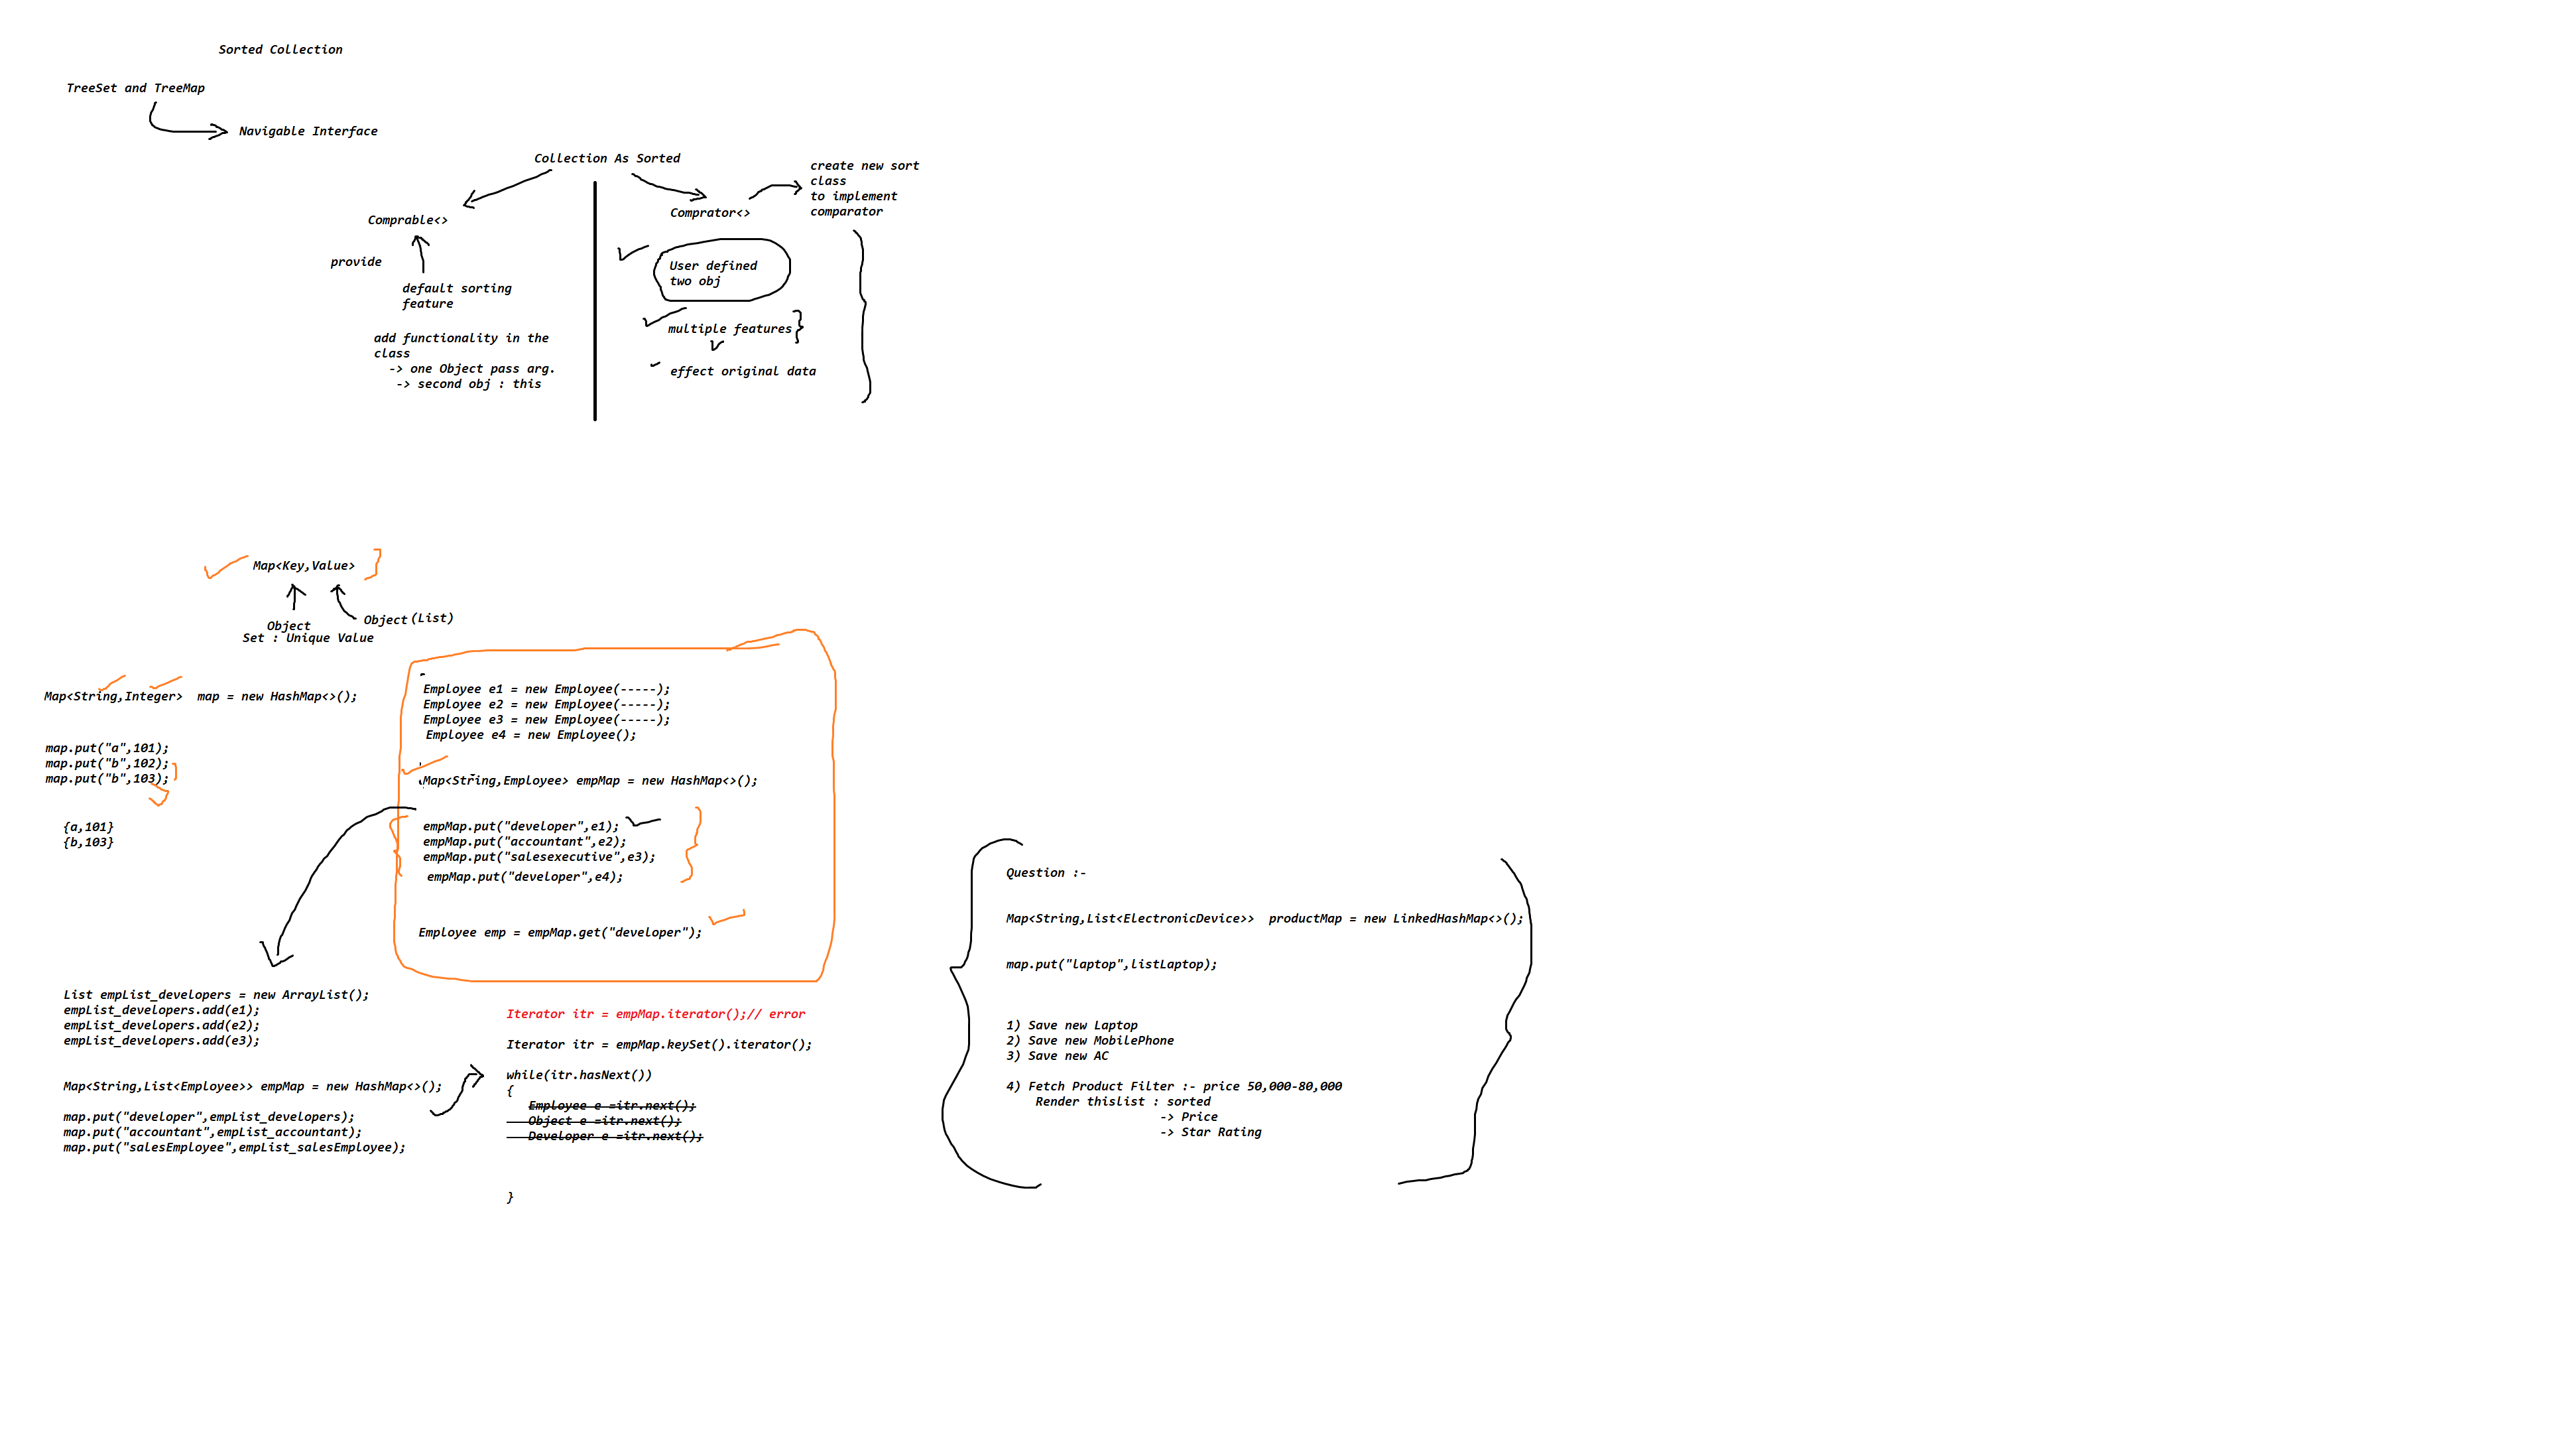 Sorted Collection
TreeSet and TreeMap
Navigable Interface
Collection As Sorted
Comprable<>
provide
default sorting
feature
add functionality in the
class
-> one Object pass arg.
-> second obj : this
Comprator<>
create new sort
class
to implement
comparator
User defined
two obj
multiple features
effect original data
Map<Key,Value>
Object
Set : Unique Value
Object (List)
Map<String,Integer>  map = new HashMap<>();
map.put("a",101);
map.put("b",102);
map.put("b",103);
{a,101}
{b,103}
Employee e1 = new Employee(-----);
Employee e2 = new Employee(-----);
Employee e3 = new Employee(-----);
Employee e4 = new Employee();
Map<String,Employee> empMap = new HashMap<>();
empMap.put("developer",e1);
empMap.put("accountant",e2);
empMap.put("salesexecutive",e3);
empMap.put("developer",e4);
Employee emp = empMap.get("developer");
List empList_developers = new ArrayList();
empList_developers.add(e1);
empList_developers.add(e2);
empList_developers.add(e3);
Map<String,List<Employee>> empMap = new HashMap<>();
map.put("developer",empList_developers);
map.put("accountant",empList_accountant);
map.put("salesEmployee",empList_salesEmployee);
Iterator itr = empMap.iterator();// error
Iterator itr = empMap.keySet().iterator();
while(itr.hasNext())
{
Employee e =itr.next();
Object e =itr.next();
Developer e =itr.next();
}
Question :-
Map<String,List<ElectronicDevice>>  productMap = new LinkedHashMap<>();
map.put("laptop",listLaptop);
1) Save new Laptop
2) Save new MobilePhone
3) Save new AC
4) Fetch Product Filter :- price 50,000-80,000
Render thislist : sorted
-> Price
-> Star Rating